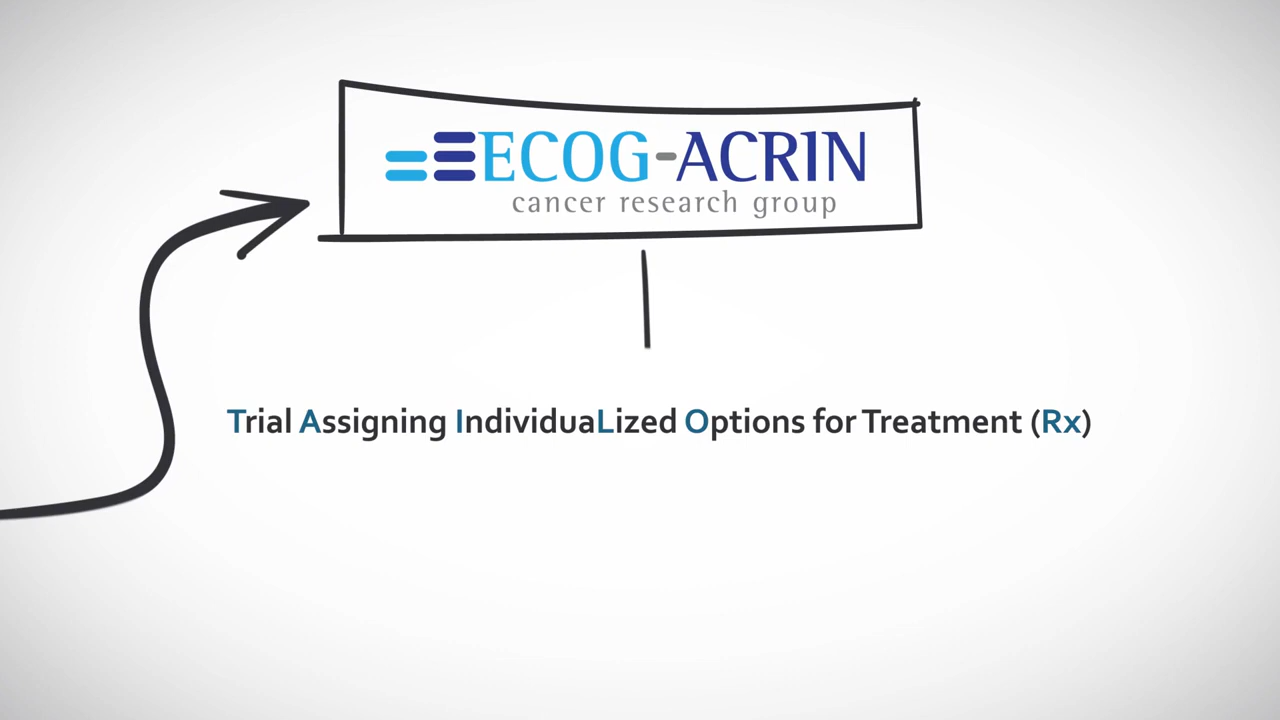 ECOG-ACRIN
cancer research group
Trial Assigning IndividuaLized Options for Treatment (Rx)